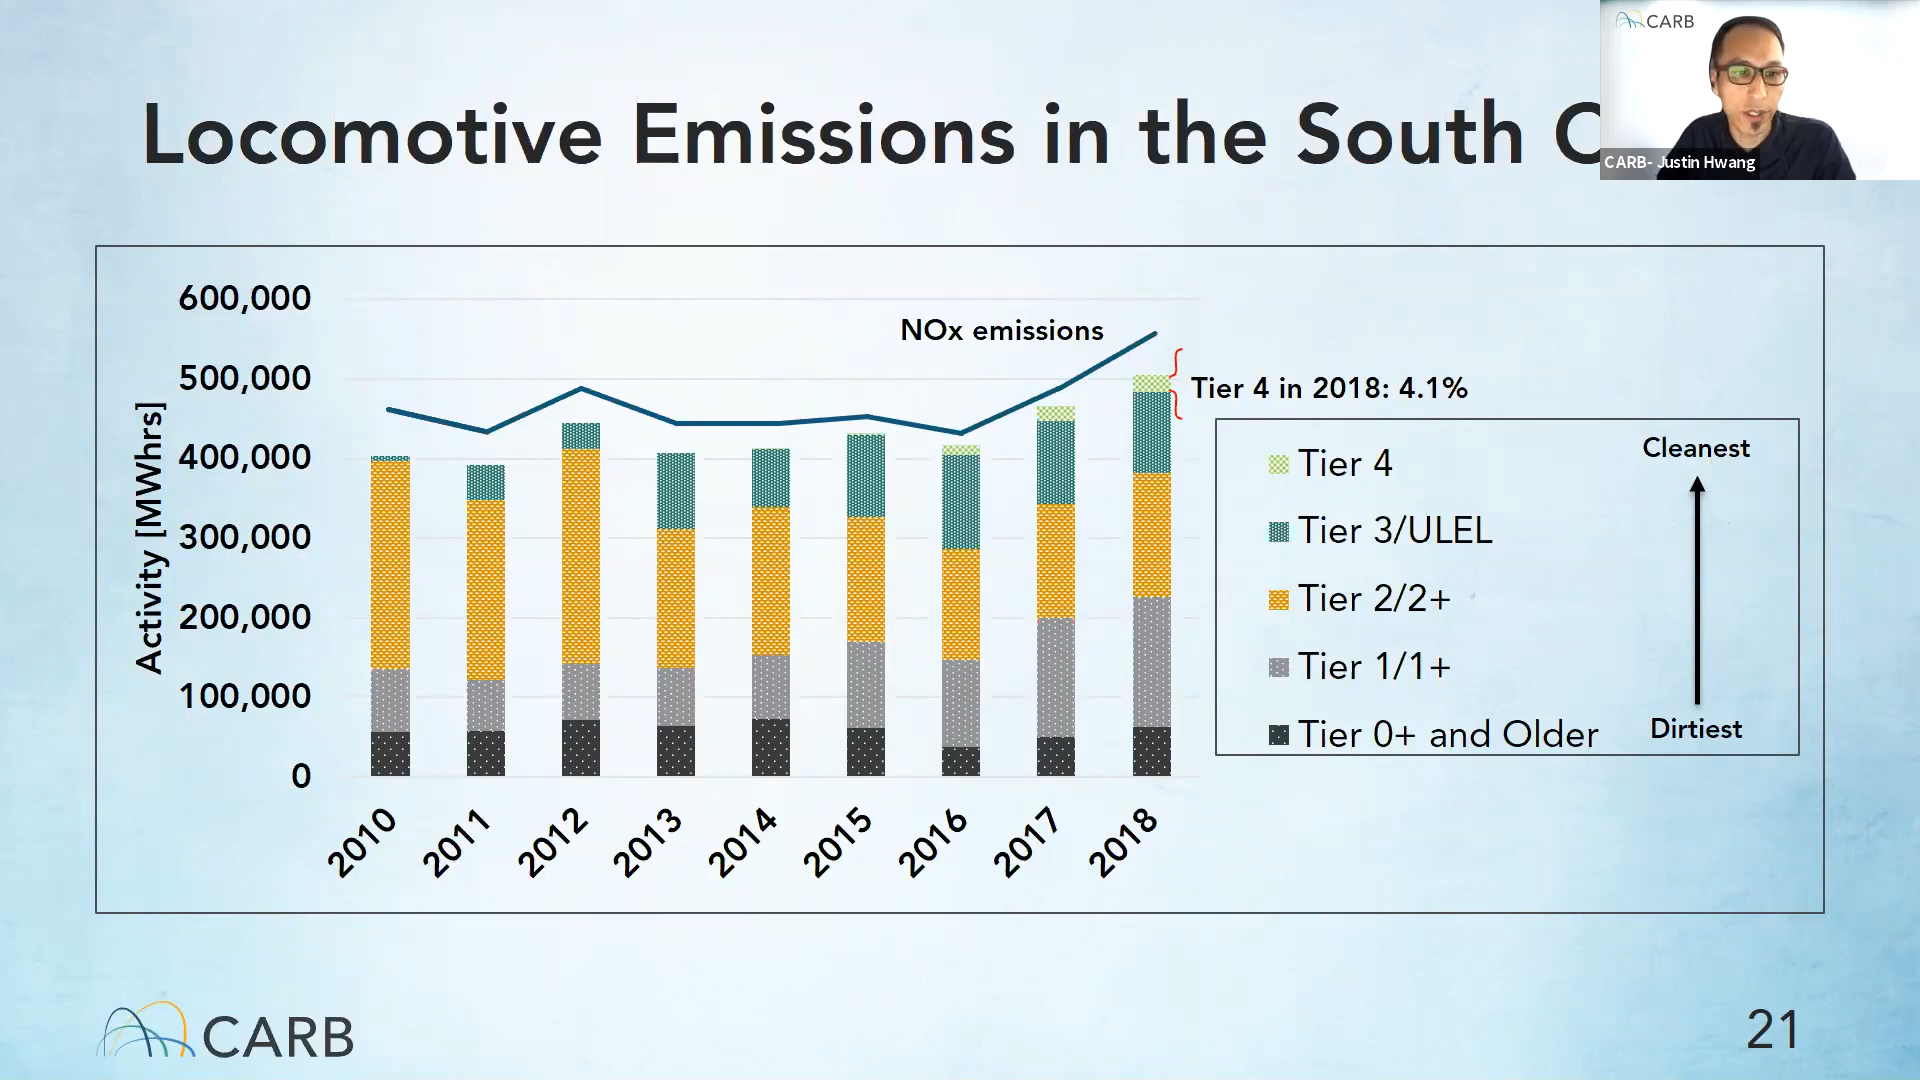 CARB
Locomotive Emissions in the South
CARB- Justin Hwang
600,000
500,000
400,000
300,000
200,000
100,000
0
Activity [MWhrs]
NOx emissions
Tier 4 in 2018: 4.1%
Tier 4
Tier 3/ULEL
Tier 2/2+
Tier 1/1+
Tier 0+ and Older
Cleanest
Dirtiest
2010
2011
2012
2013
2014
2015
2016
2017
2018
CARB
21